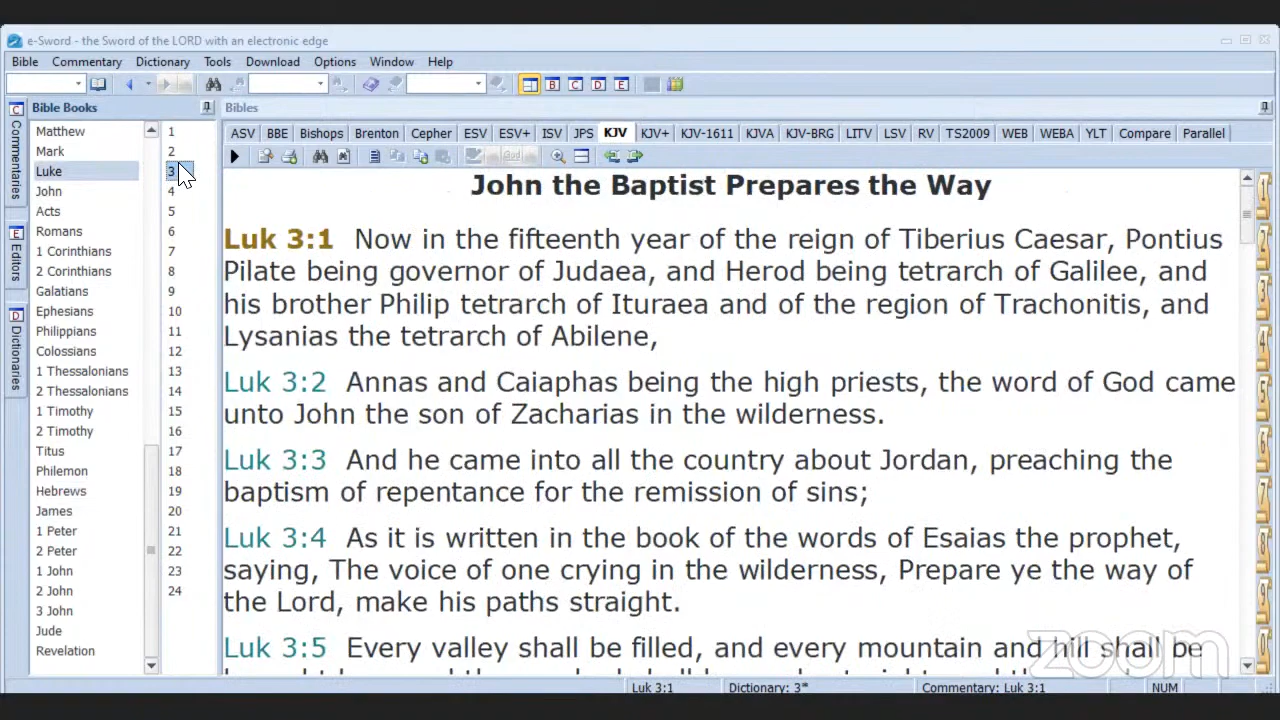 e-Sword - the Sword of the LORD with an electronic edge
Bible Commentary Dictionary Tools Download Options Window Help
B C D E
Bible Books
Bibles
C Commentaries
E Editors
D Dictionaries
Matthew
Mark
Luke
John
Acts
Romans
1 Corinthians
2 Corinthians
Galatians
Ephesians
Philippians
Colossians
1 Thessalonians
2 Thessalonians
1 Timothy
2 Timothy
Titus
Philemon
Hebrews
James
1 Peter
2 Peter
1 John
2 John
3 John
Jude
Revelation
1
2
3
4
5
6
7
8
9
10
11
12
13
14
15
16
17
18
19
20
21
22
23
24
ASV BBE Bishops Brenton Cepher ESV ESV+ ISV JPS KJV KJV+ KJV-1611 KJVA KJV-BRG LITV LSV RV TS2009 WEB WEBA YLT Compare Parallel
God
John the Baptist Prepares the Way
Luk 3:1 Now in the fifteenth year of the reign of Tiberius Caesar, Pontius
Pilate being governor of Judaea, and Herod being tetrarch of Galilee, and
his brother Philip tetrarch of Ituraea and of the region of Trachonitis, and
Lysanias the tetrarch of Abilene,
Luk 3:2 Annas and Caiaphas being the high priests, the word of God came
unto John the son of Zacharias in the wilderness.
Luk 3:3 And he came into all the country about Jordan, preaching the
baptism of repentance for the remission of sins;
Luk 3:4 As it is written in the book of the words of Esaias the prophet,
saying, The voice of one crying in the wilderness, Prepare ye the way of
the Lord, make his paths straight.
Luk 3:5 Every valley shall be filled, and every mountain and hill shall be
1
2
3
4
5
6
7
8
9
zoom
Luk 3:1 Dictionary: 3* Commentary: Luk 3:1 NUM